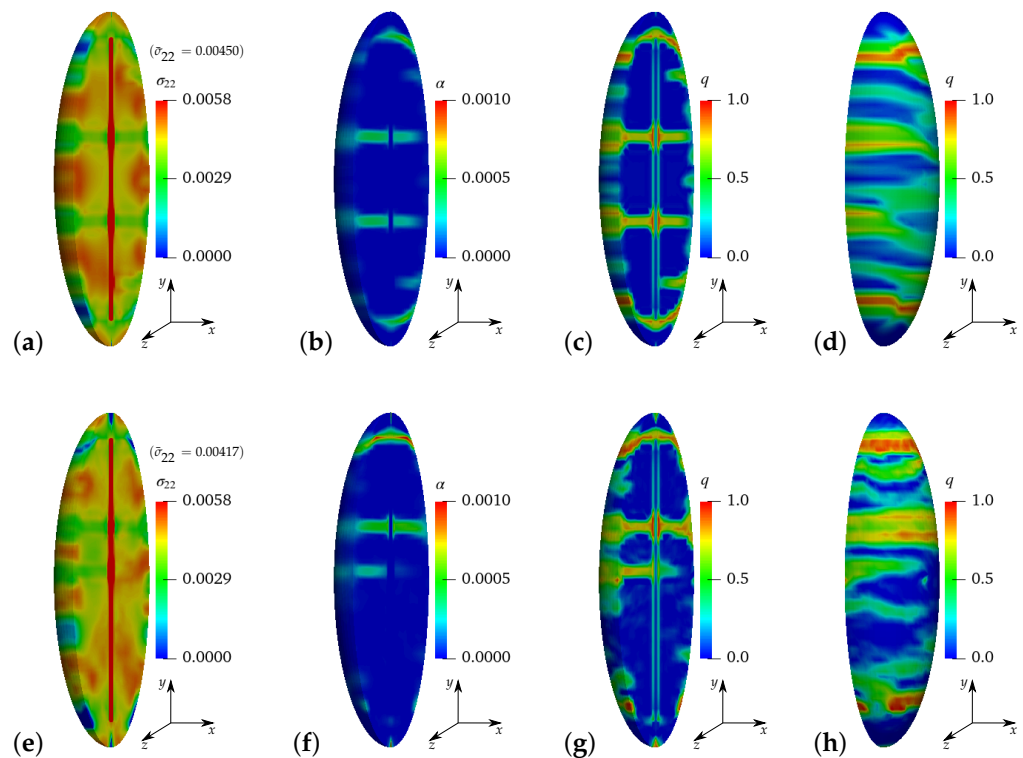 (σ̄22 = 0.00450)
σ22
0.0058
0.0029
0.0000
y
x
z
(a)
α
0.0010
0.0005
0.0000
y
x
z
(b)
q
1.0
0.5
0.0
y
x
z
(c)
q
1.0
0.5
0.0
y
x
z
(d)
(σ̄22 = 0.00417)
σ22
0.0058
0.0029
0.0000
y
x
z
(e)
α
0.0010
0.0005
0.0000
y
x
z
(f)
q
1.0
0.5
0.0
y
x
z
(g)
q
1.0
0.5
0.0
y
x
z
(h)